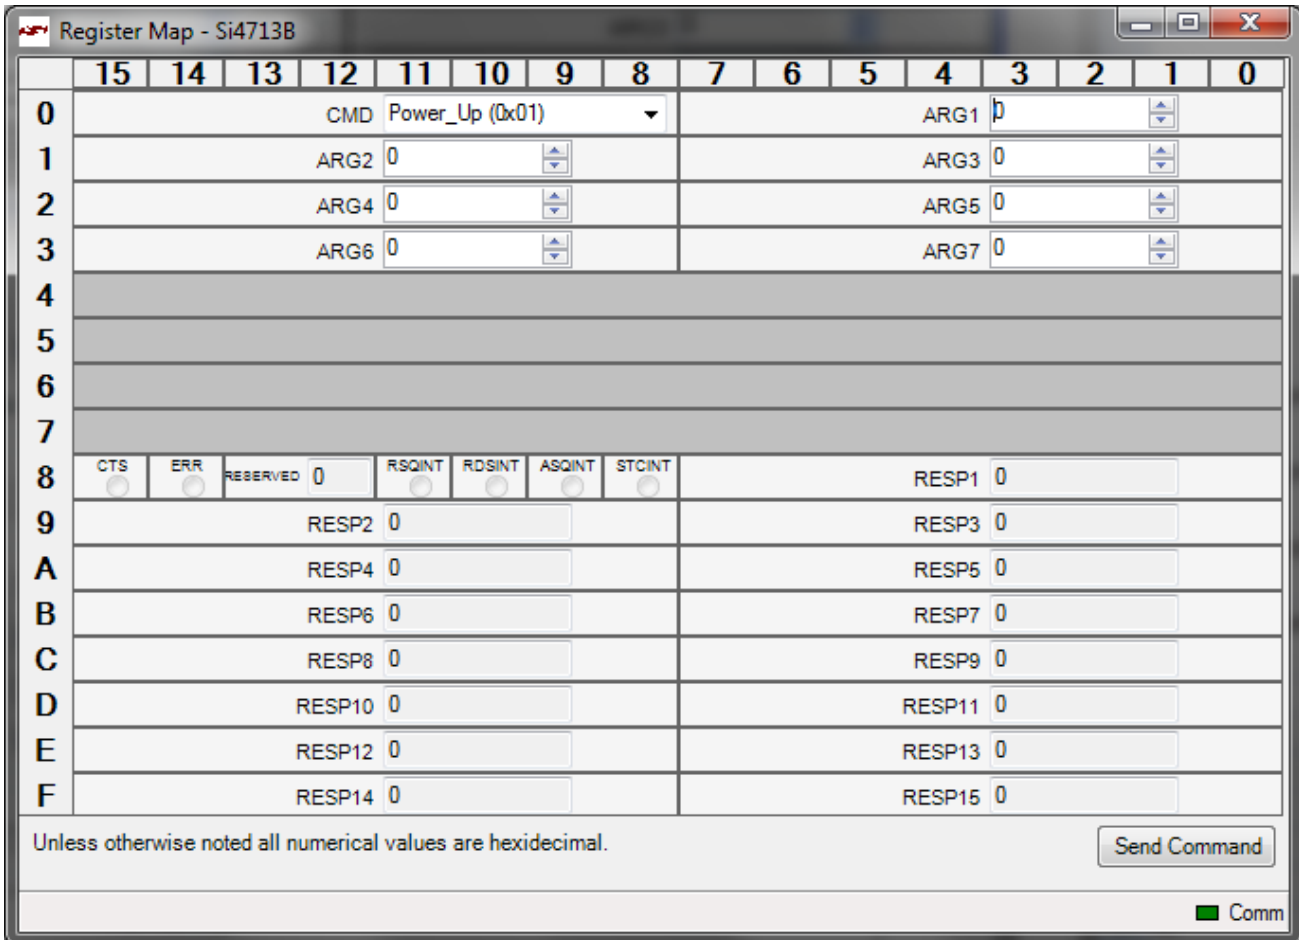 Register Map - Si4713B
15 14 13 12 11 10 9 8 7 6 5 4 3 2 1 0
0 CMD Power_Up (0x01) ARG1 0
1 ARG2 0 ARG3 0
2 ARG4 0 ARG5 0
3 ARG6 0 ARG7 0
4
5
6
7
8 CTS ERR RESERVED 0 RSQINT RDSINT ASQINT STCINT RESP1 0
9 RESP2 0 RESP3 0
A RESP4 0 RESP5 0
B RESP6 0 RESP7 0
C RESP8 0 RESP9 0
D RESP10 0 RESP11 0
E RESP12 0 RESP13 0
F RESP14 0 RESP15 0
Unless otherwise noted all numerical values are hexidecimal.
Send Command
Comm